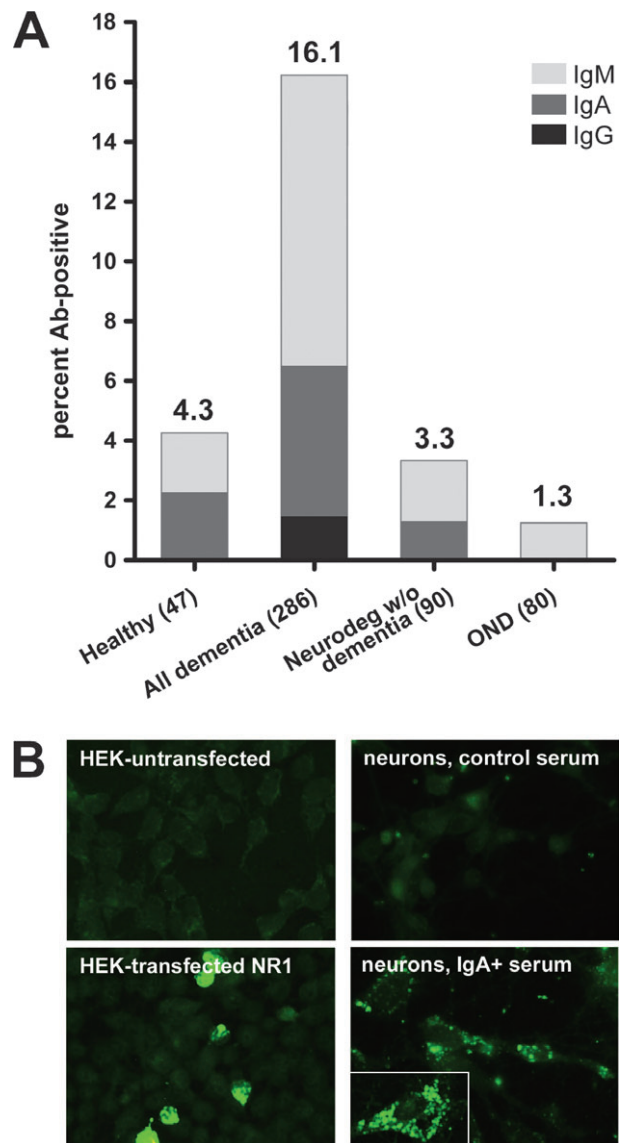 A
18
16
14
12
10
8
6
4
2
0
percent Ab-positive
4.3
16.1
3.3
1.3
IgM
IgA
IgG
Healthy (47)
All dementia (286)
Neurodeg w/o
dementia (90)
OND (80)
B
HEK-untransfected
neurons, control serum
HEK-transfected NR1
neurons, IgA+ serum